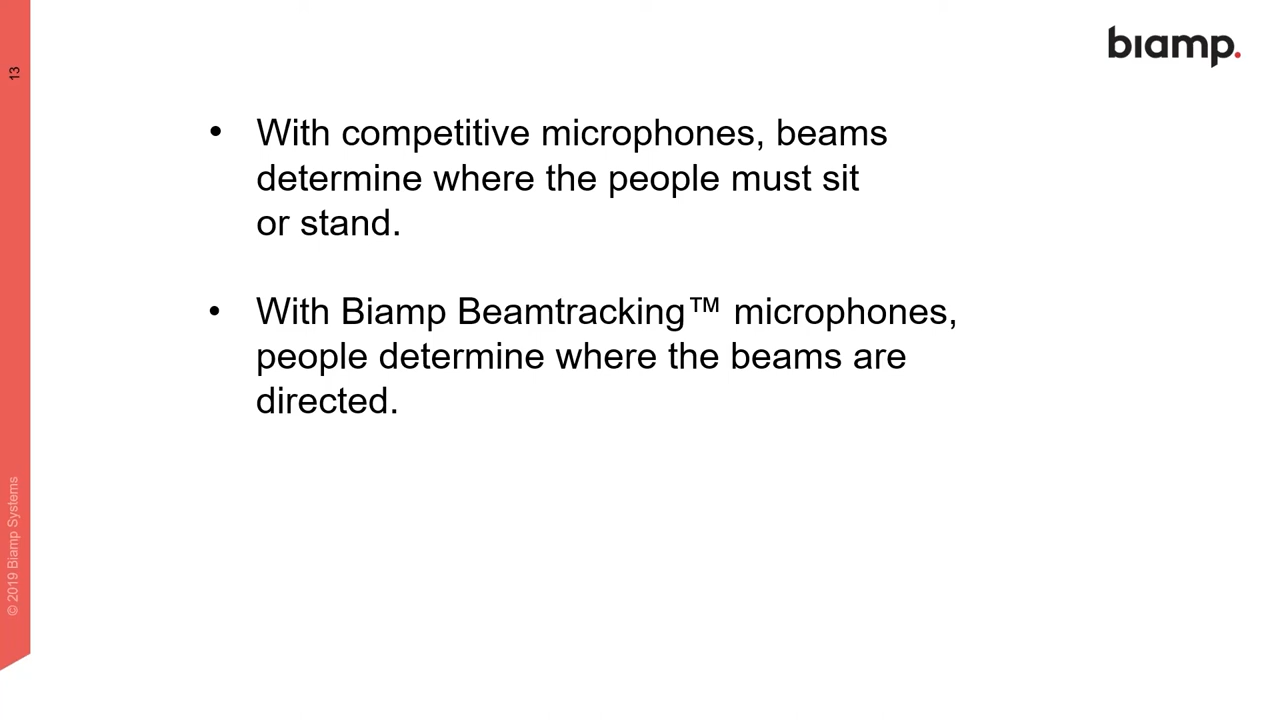 biamp.
13
• With competitive microphones, beams
determine where the people must sit
or stand.
• With Biamp Beamtracking™ microphones,
people determine where the beams are
directed.
© 2019 Biamp Systems